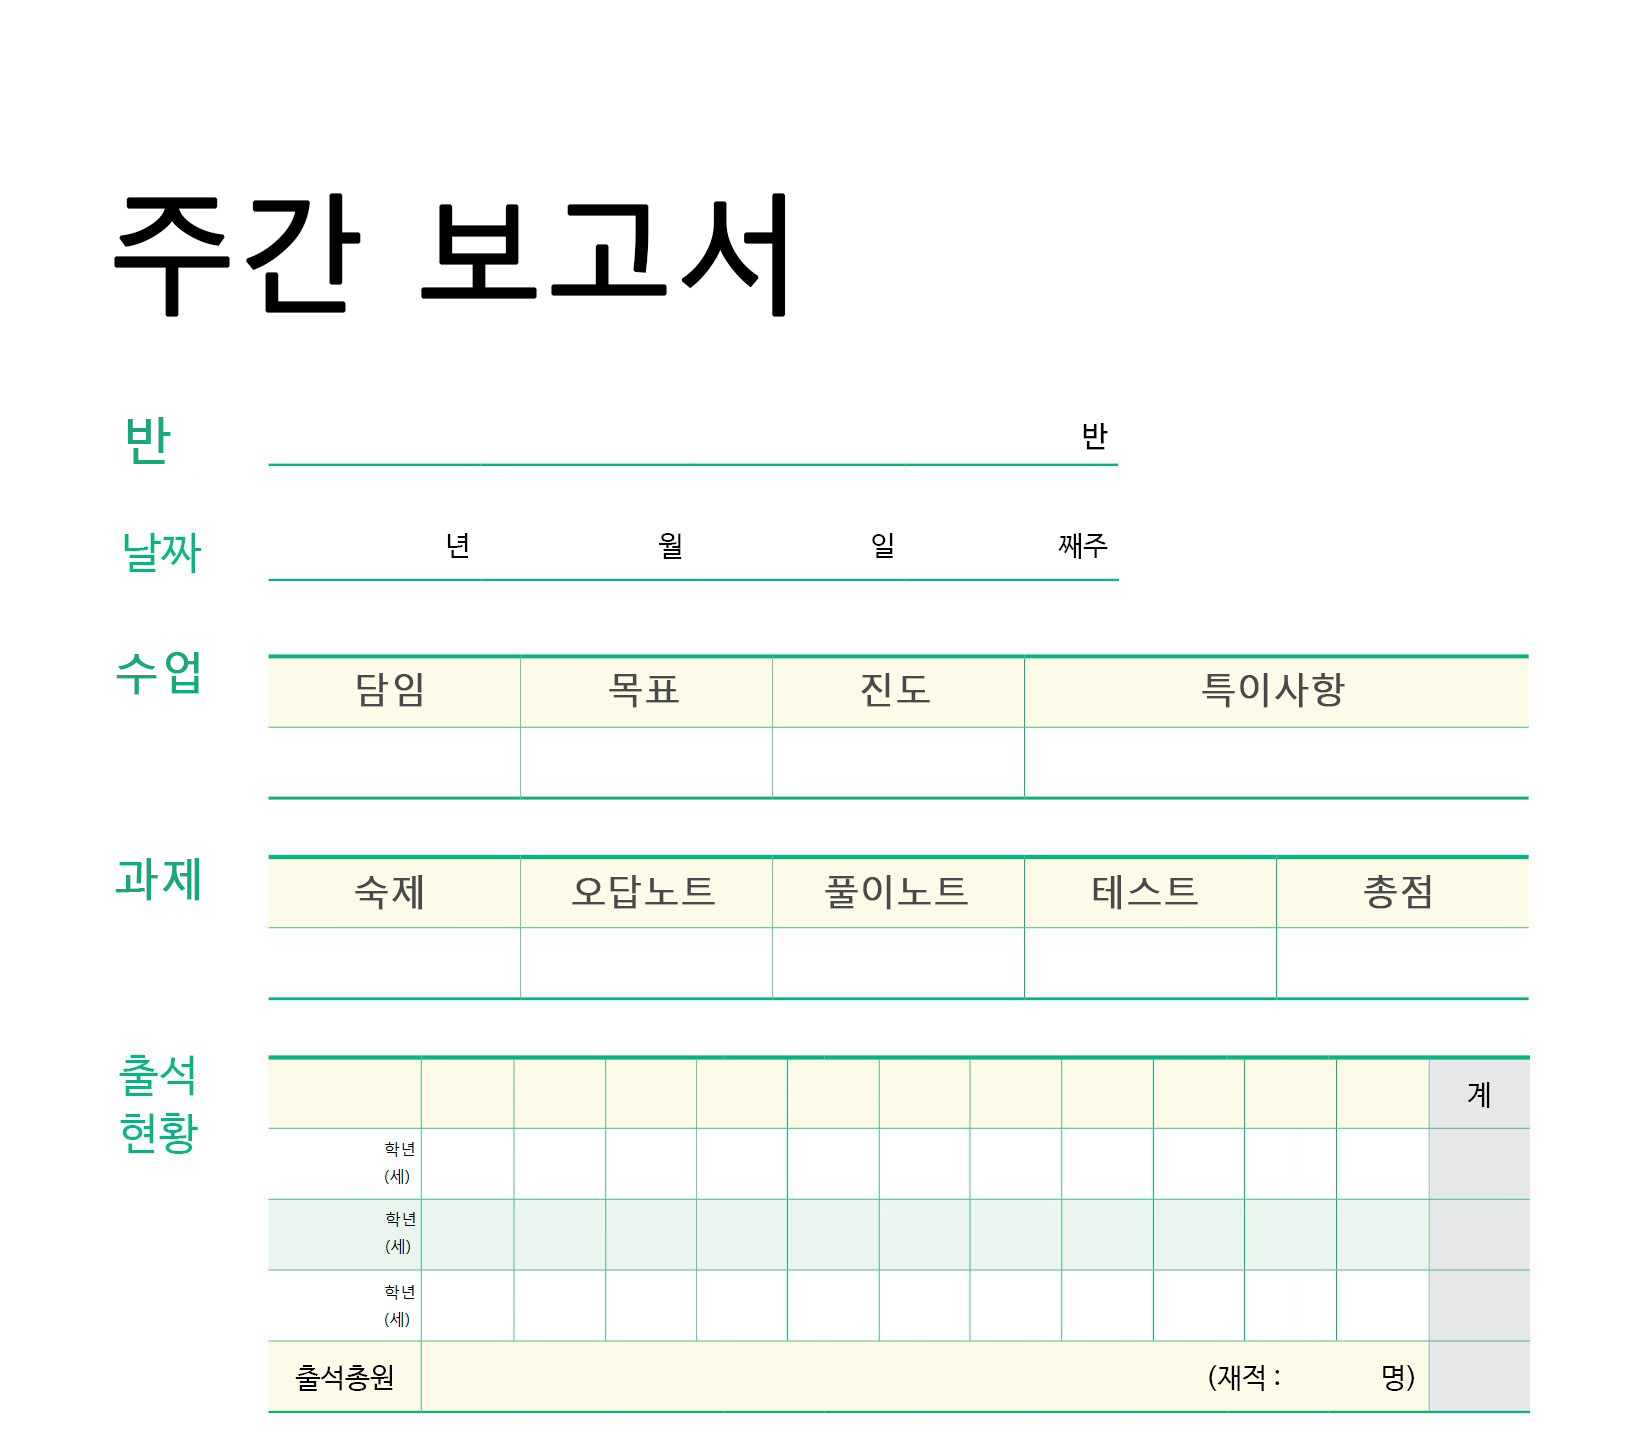 주간 보고서
반 반
날짜 년 월 일 째주
수업 담임 목표 진도 특이사항
과제 숙제 오답노트 풀이노트 테스트 총점
출석
현황
계
학년
(세)
학년
(세)
학년
(세)
출석총원 (재적 : 명)